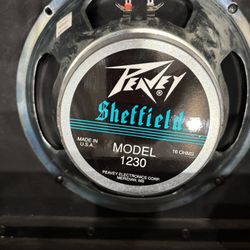 PEAVEY
Sheffield
MADE IN
U.S.A.
MODEL
1230
16 OHMS
PEAVEY ELECTRONICS CORP.
MERIDIAN, MS